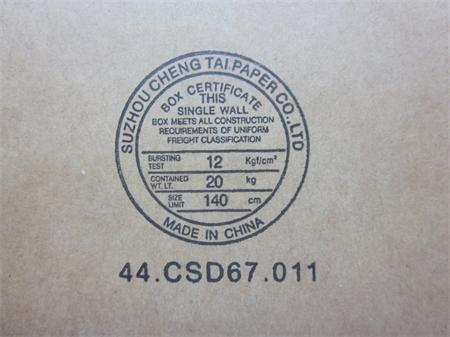 SUZHOU CHENG TAI PAPER CO.,LTD
BOX CERTIFICATE
THIS
SINGLE WALL
BOX MEETS ALL CONSTRUCTION
REQUIREMENTS OF UNIFORM
FREIGHT CLASSIFICATION
BURSTING TEST 12 Kgf/cm²
CONTAINED WT. LT. 20 kg
SIZE LIMIT 140 cm
MADE IN CHINA
44.CSD67.011